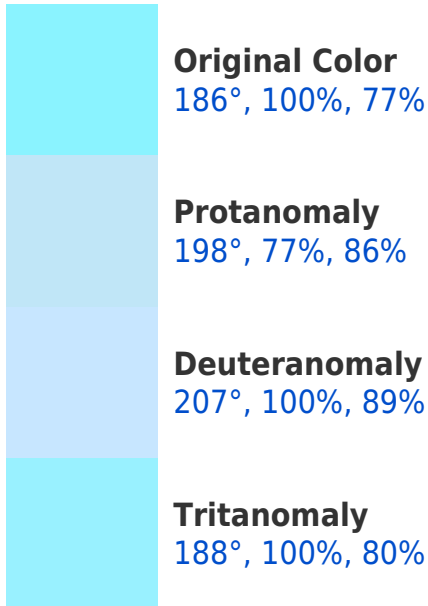 Original Color
186°, 100%, 77%
Protanomaly
198°, 77%, 86%
Deuteranomaly
207°, 100%, 89%
Tritanomaly
188°, 100%, 80%